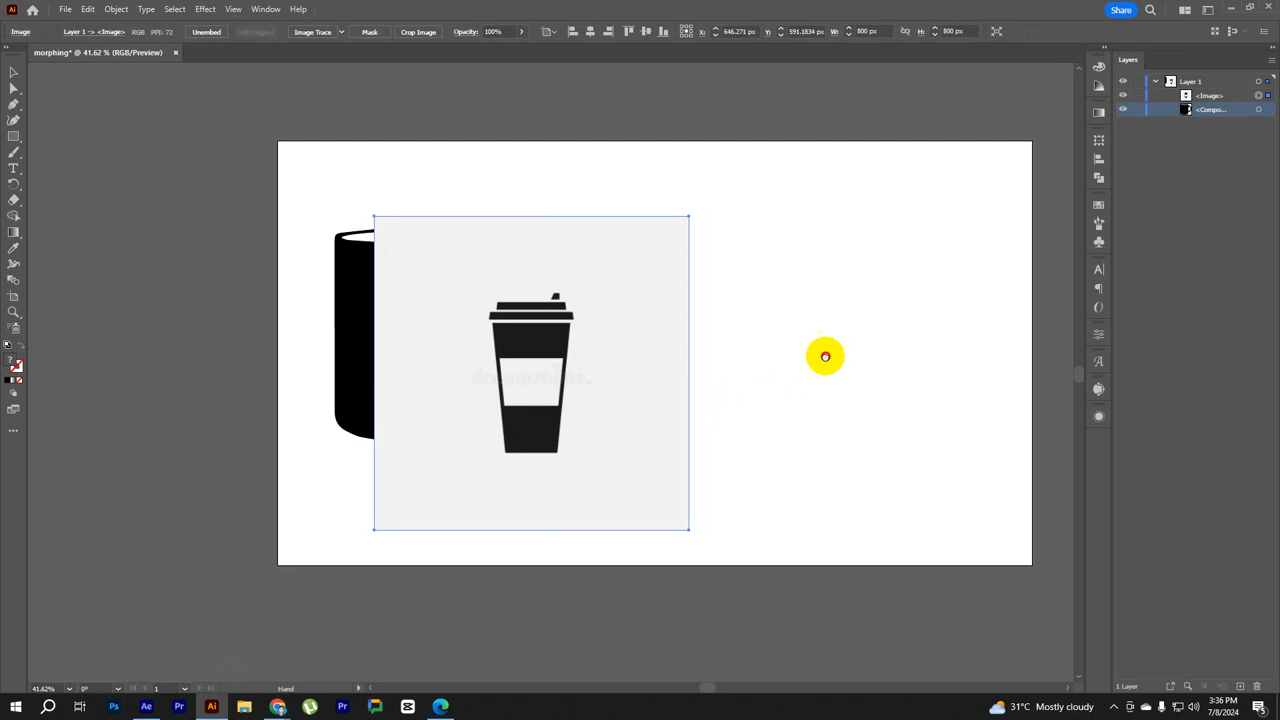 File Edit Object Type Select Effect View Window Help
Share
Image Layer 1 -> <Image> RGB PPI: 72 Unembed Edit Original Image Trace Mask Crop Image Opacity: 100% X: 646.271 px Y: 591.1834 px W: 800 px H: 800 px
morphing* @ 41.62 % (RGB/Preview)
Layers
Layer 1
<Image>
<Compo...
41.62% 0° 1 Hand
1 Layer
31°C Mostly cloudy
3:36 PM
7/8/2024